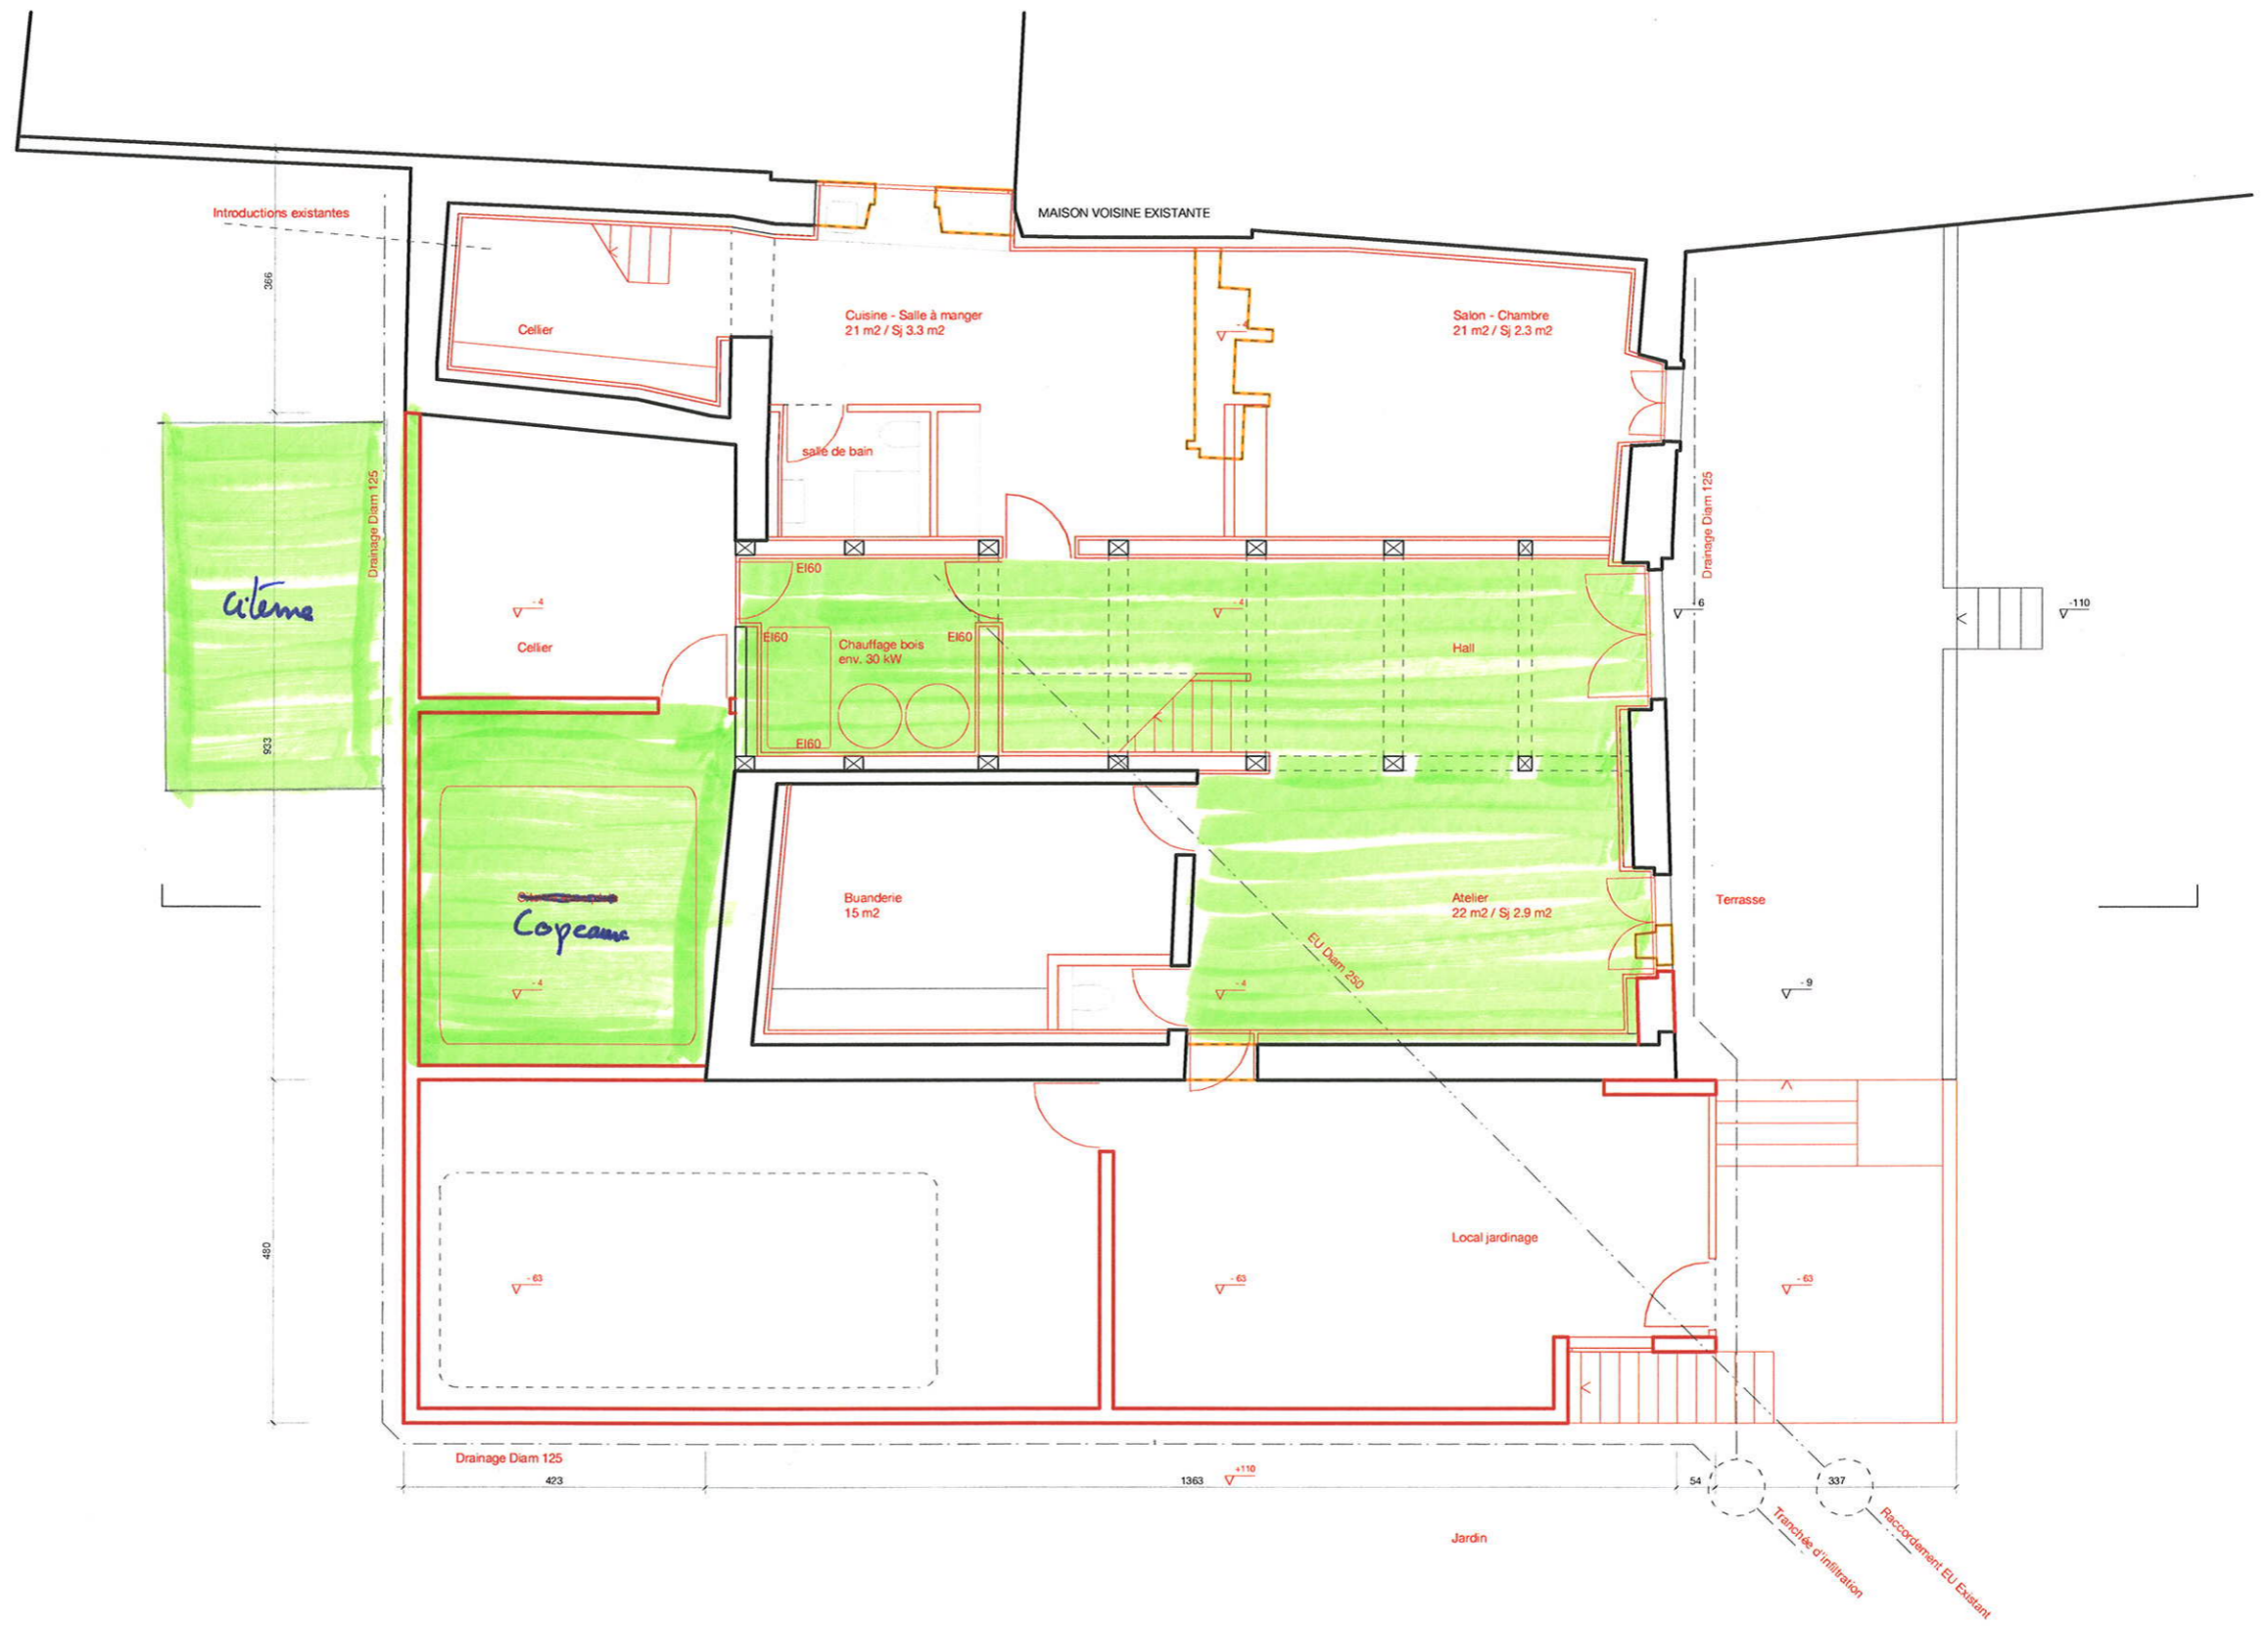 MAISON VOISINE EXISTANTE
Introductions existantes
366
Cellier
Cuisine - Salle à manger
21 m2 / Sj 3.3 m2
Salon - Chambre
21 m2 / Sj 2.3 m2
salle de bain
Drainage Diam 125
Drainage Diam 125
citerne
EI60
- 4
- 4
- 6
-110
EI60
EI60
Cellier
Chauffage bois
env. 30 kW
Hall
933
EI60
Copeaux
Buanderie
15 m2
Atelier
22 m2 / Sj 2.9 m2
Terrasse
EU Diam 250
- 4
- 4
- 9
480
Local jardinage
- 63
- 63
- 63
Drainage Diam 125
423
1363
+110
54
337
Jardin
Tranchée d'infiltration
Raccordement EU Existant